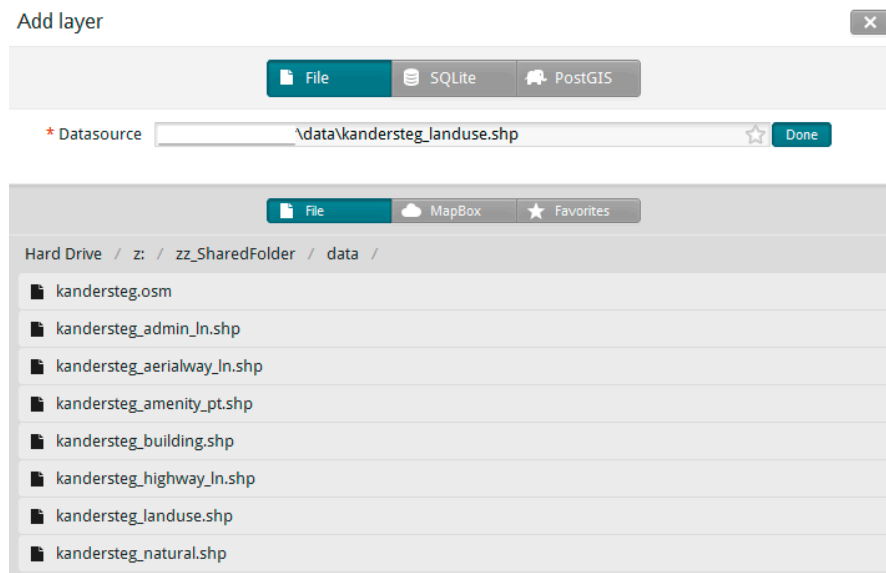 Add layer
File SQLite PostGIS
* Datasource \data\kandersteg_landuse.shp Done
File MapBox Favorites
Hard Drive / z: / zz_SharedFolder / data /
kandersteg.osm
kandersteg_admin_ln.shp
kandersteg_aerialway_ln.shp
kandersteg_amenity_pt.shp
kandersteg_building.shp
kandersteg_highway_ln.shp
kandersteg_landuse.shp
kandersteg_natural.shp